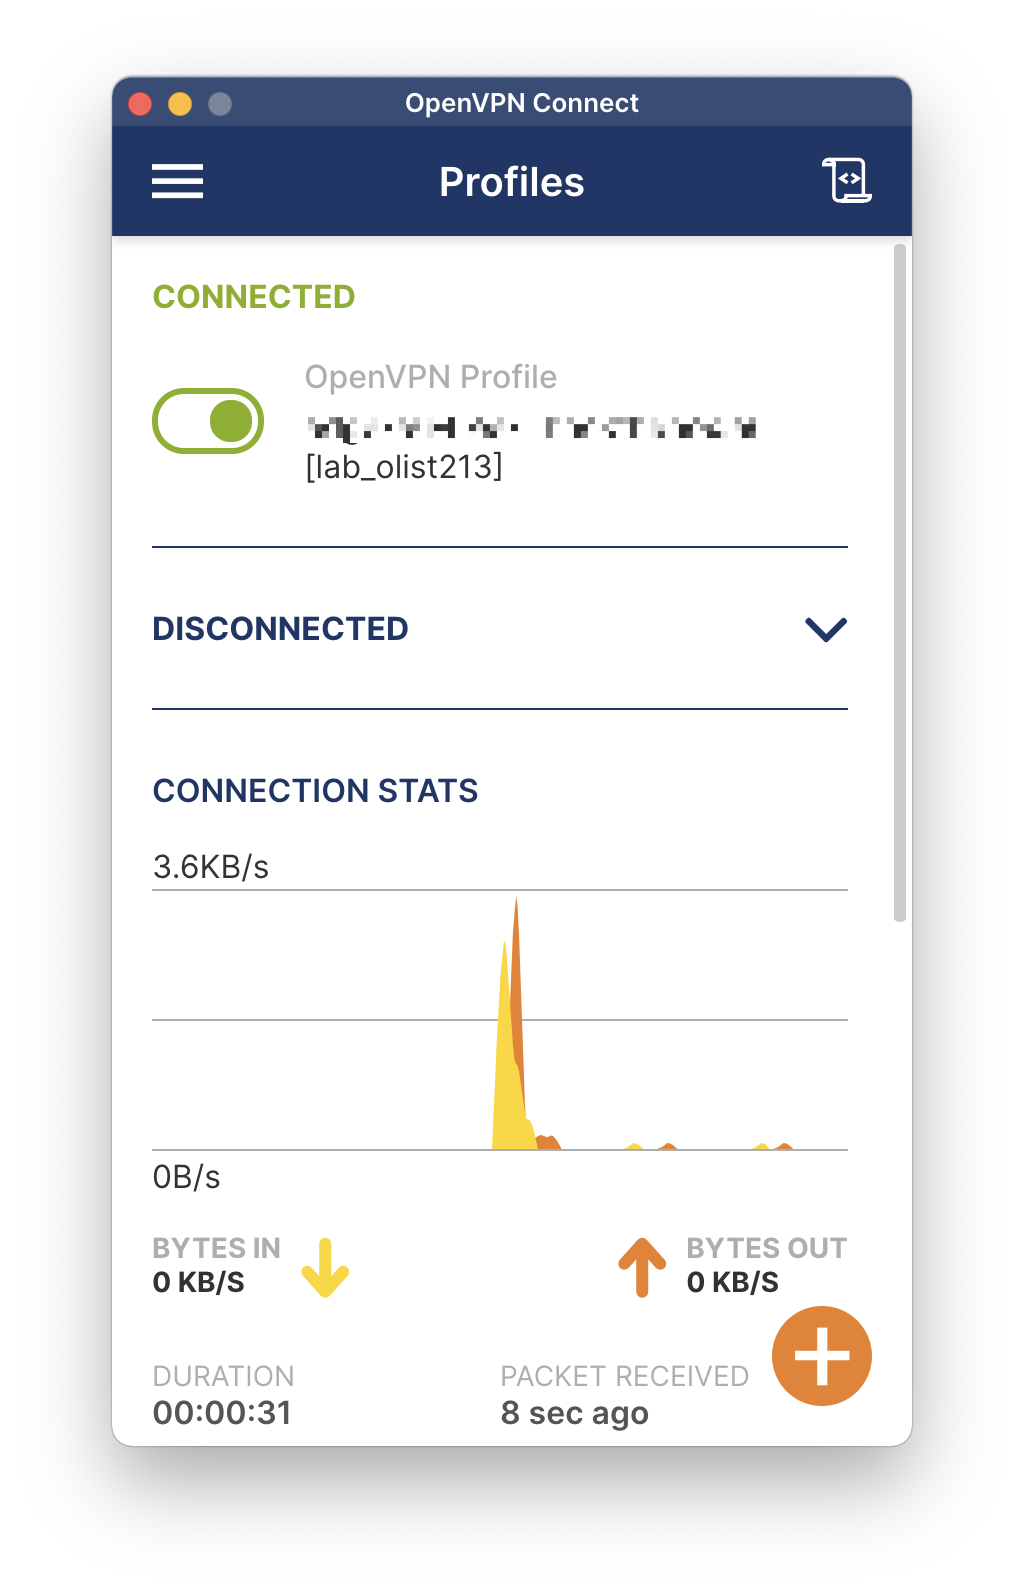 OpenVPN Connect
Profiles
CONNECTED
OpenVPN Profile
[lab_olist213]
DISCONNECTED
CONNECTION STATS
3.6KB/s
0B/s
BYTES IN
0 KB/S
BYTES OUT
0 KB/S
DURATION
00:00:31
PACKET RECEIVED
8 sec ago